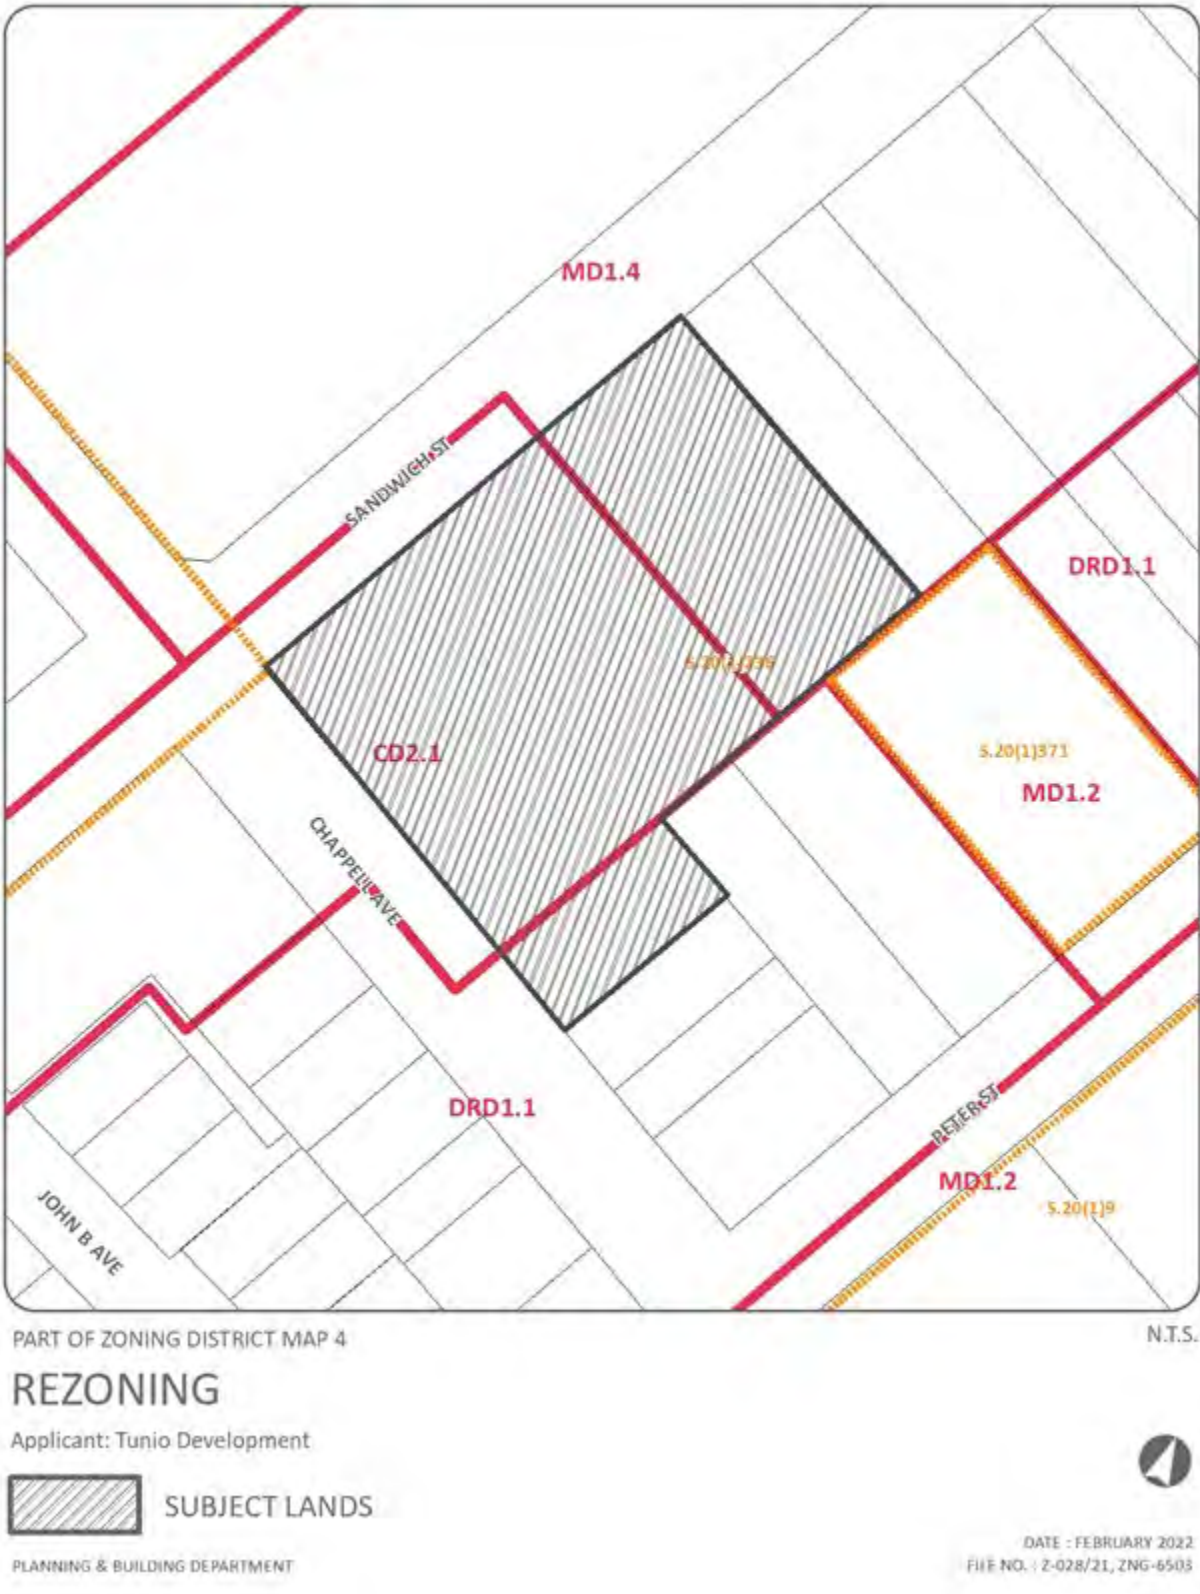 MD1.4
SANDWICH ST
DRD1.1
CD2.1
S.20(1)371
MD1.2
CHAPPELL AVE
DRD1.1
PETER ST
MD1.2
S.20(1)9
JOHN B AVE
PART OF ZONING DISTRICT MAP 4
N.T.S.
REZONING
Applicant: Tunio Development
SUBJECT LANDS
PLANNING & BUILDING DEPARTMENT
DATE : FEBRUARY 2022
FILE NO. : Z-028/21, ZNG-6503